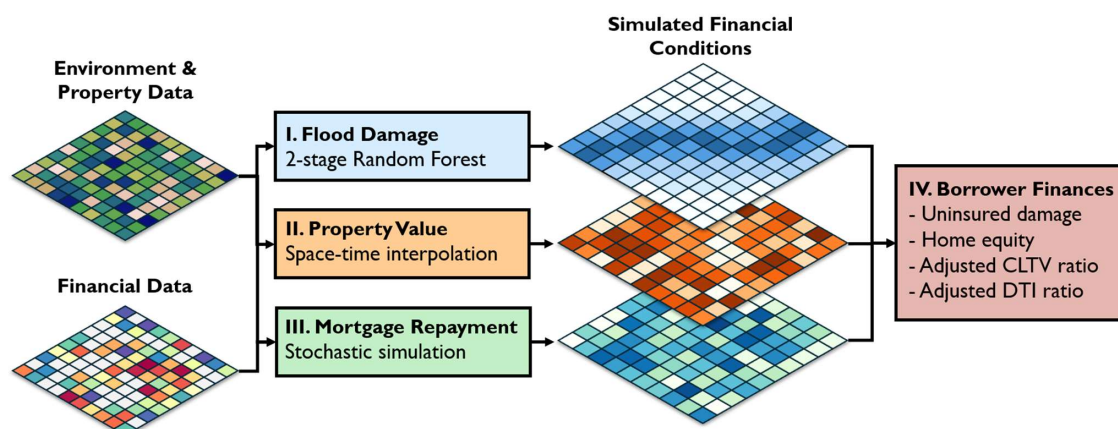 Environment &
Property Data
Financial Data
I. Flood Damage
2-stage Random Forest
II. Property Value
Space-time interpolation
III. Mortgage Repayment
Stochastic simulation
Simulated Financial
Conditions
IV. Borrower Finances
- Uninsured damage
- Home equity
- Adjusted CLTV ratio
- Adjusted DTI ratio